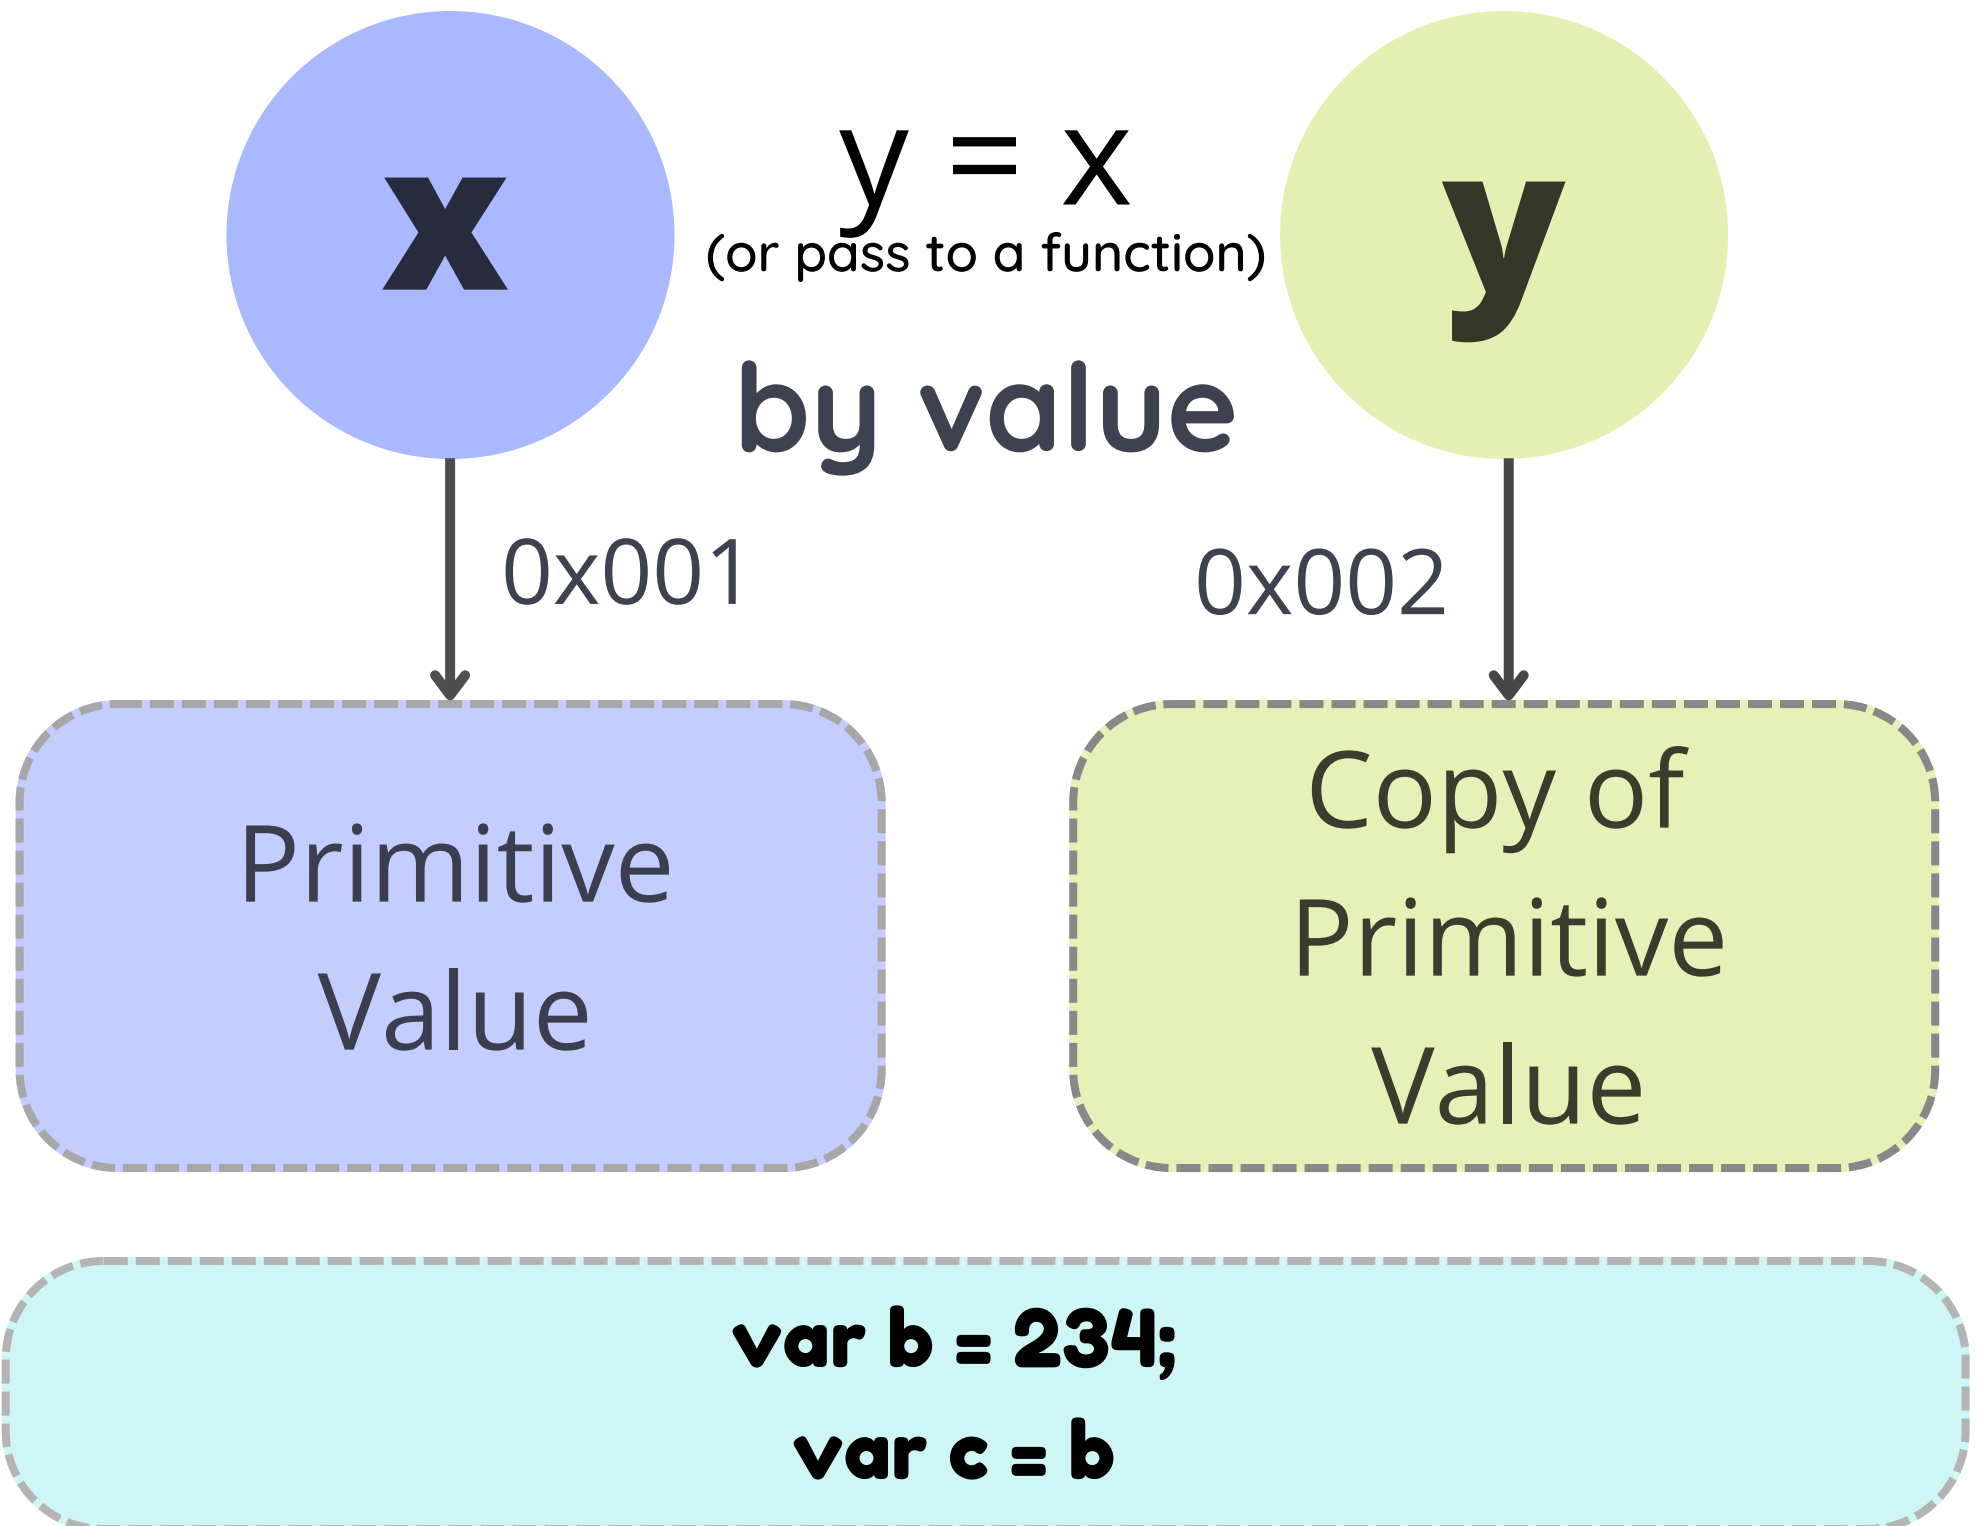 x
y = x
(or pass to a function)
y
by value
0x001
0x002
Primitive
Value
Copy of
Primitive
Value
var b = 234;
var c = b